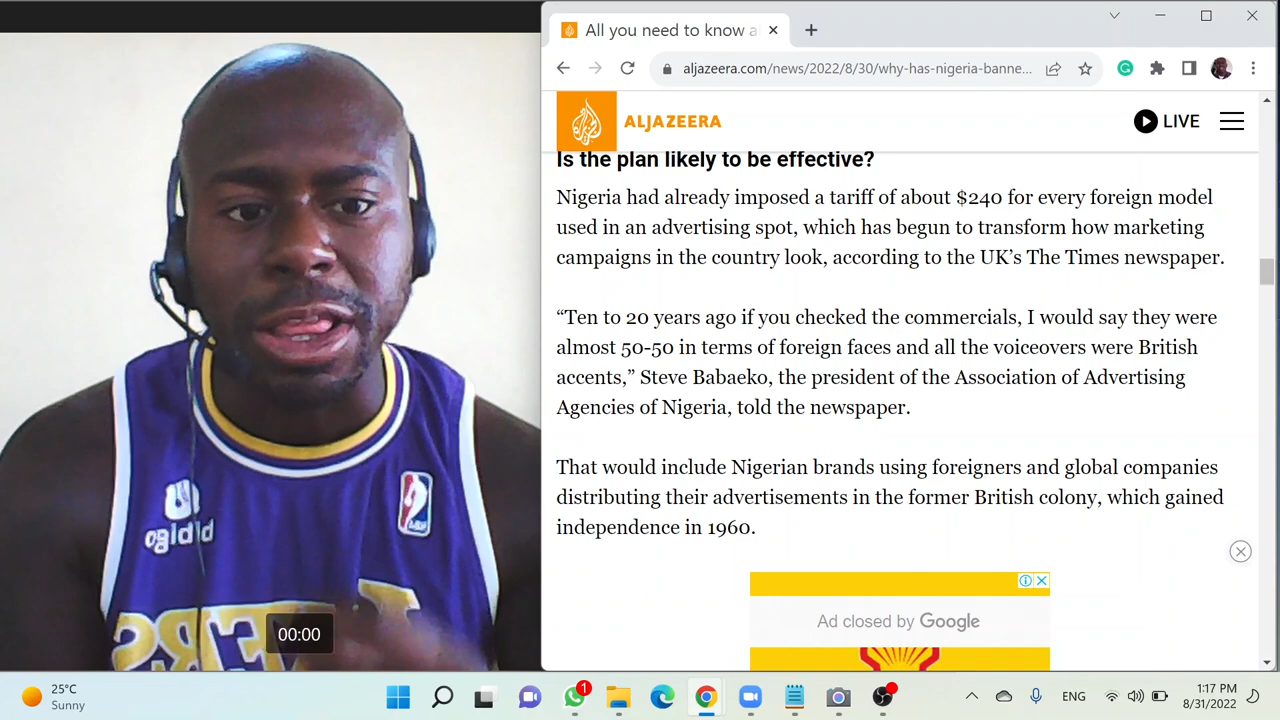 All you need to know a
aljazeera.com/news/2022/8/30/why-has-nigeria-banne...
ALJAZEERA
LIVE
Is the plan likely to be effective?
Nigeria had already imposed a tariff of about $240 for every foreign model
used in an advertising spot, which has begun to transform how marketing
campaigns in the country look, according to the UK’s The Times newspaper.
“Ten to 20 years ago if you checked the commercials, I would say they were
almost 50-50 in terms of foreign faces and all the voiceovers were British
accents,” Steve Babaeko, the president of the Association of Advertising
Agencies of Nigeria, told the newspaper.
That would include Nigerian brands using foreigners and global companies
distributing their advertisements in the former British colony, which gained
independence in 1960.
Ad closed by Google
00:00
25°C
Sunny
1
ENG
1:17 PM
8/31/2022